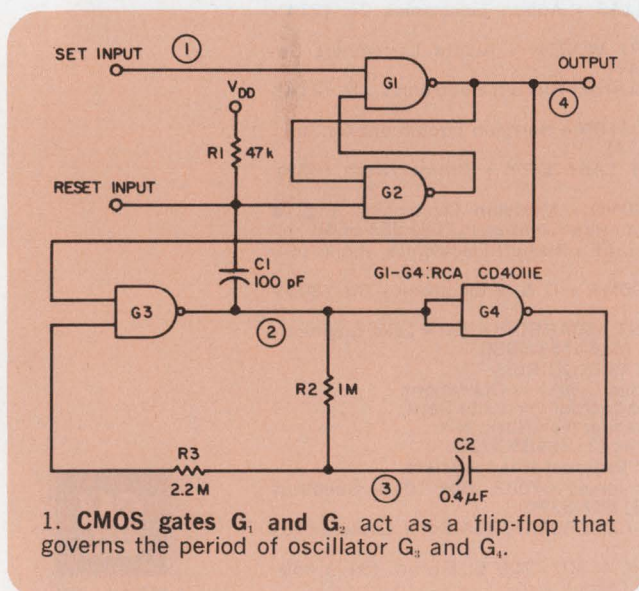 SET INPUT
1
G1
OUTPUT
4
VDD
R1 47k
G2
RESET INPUT
C1
100 pF
G1-G4: RCA CD4011E
G3
2
G4
R2 1M
R3
2.2M
3
C2
0.4μF
1. CMOS gates G₁ and G₂ act as a flip-flop that
governs the period of oscillator G₃ and G₄.